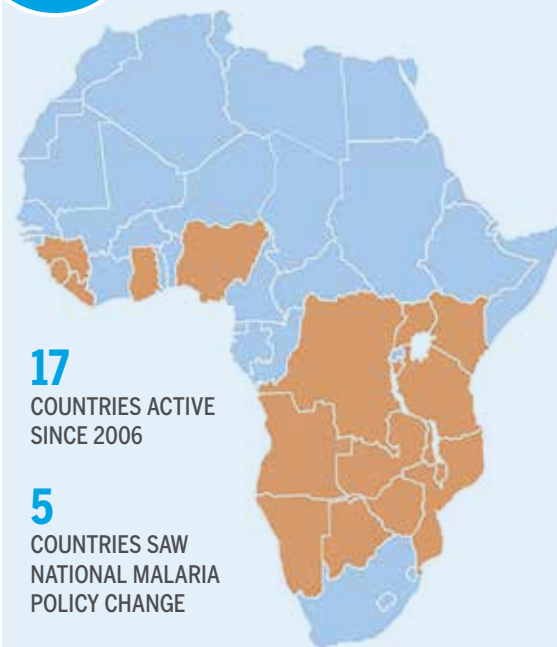 17
COUNTRIES ACTIVE
SINCE 2006
5
COUNTRIES SAW
NATIONAL MALARIA
POLICY CHANGE